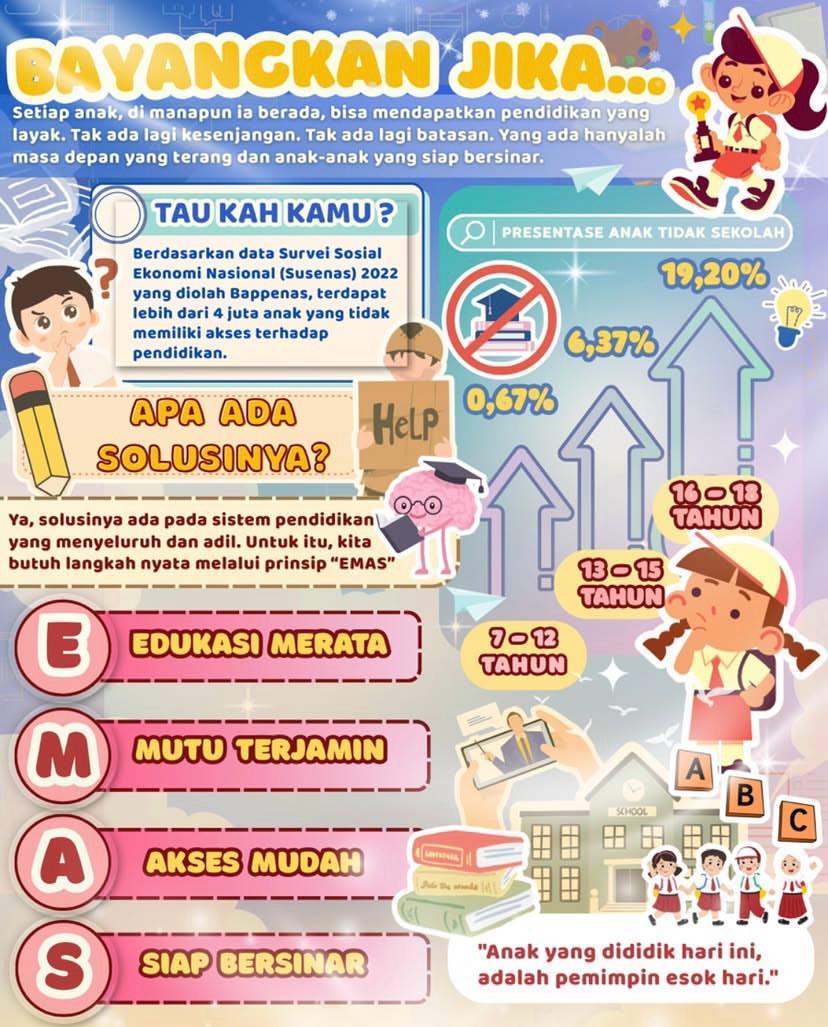 BAYANGKAN JIKA...
Setiap anak, di manapun ia berada, bisa mendapatkan pendidikan yang
layak. Tak ada lagi kesenjangan. Tak ada lagi batasan. Yang ada hanyalah
masa depan yang terang dan anak-anak yang siap bersinar.
TAU KAH KAMU ?
Berdasarkan data Survei Sosial
Ekonomi Nasional (Susenas) 2022
yang diolah Bappenas, terdapat
lebih dari 4 juta anak yang tidak
memiliki akses terhadap
pendidikan.
?
APA ADA
SOLUSINYA?
HeLP
Ya, solusinya ada pada sistem pendidikan
yang menyeluruh dan adil. Untuk itu, kita
butuh langkah nyata melalui prinsip “EMAS”
E
EDUKASI MERATA
M
MUTU TERJAMIN
A
AKSES MUDAH
S
SIAP BERSINAR
PRESENTASE ANAK TIDAK SEKOLAH
19,20%
6,37%
0,67%
16 - 18
TAHUN
13 - 15
TAHUN
7 - 12
TAHUN
SCHOOL
A
B
C
"Anak yang dididik hari ini,
adalah pemimpin esok hari."